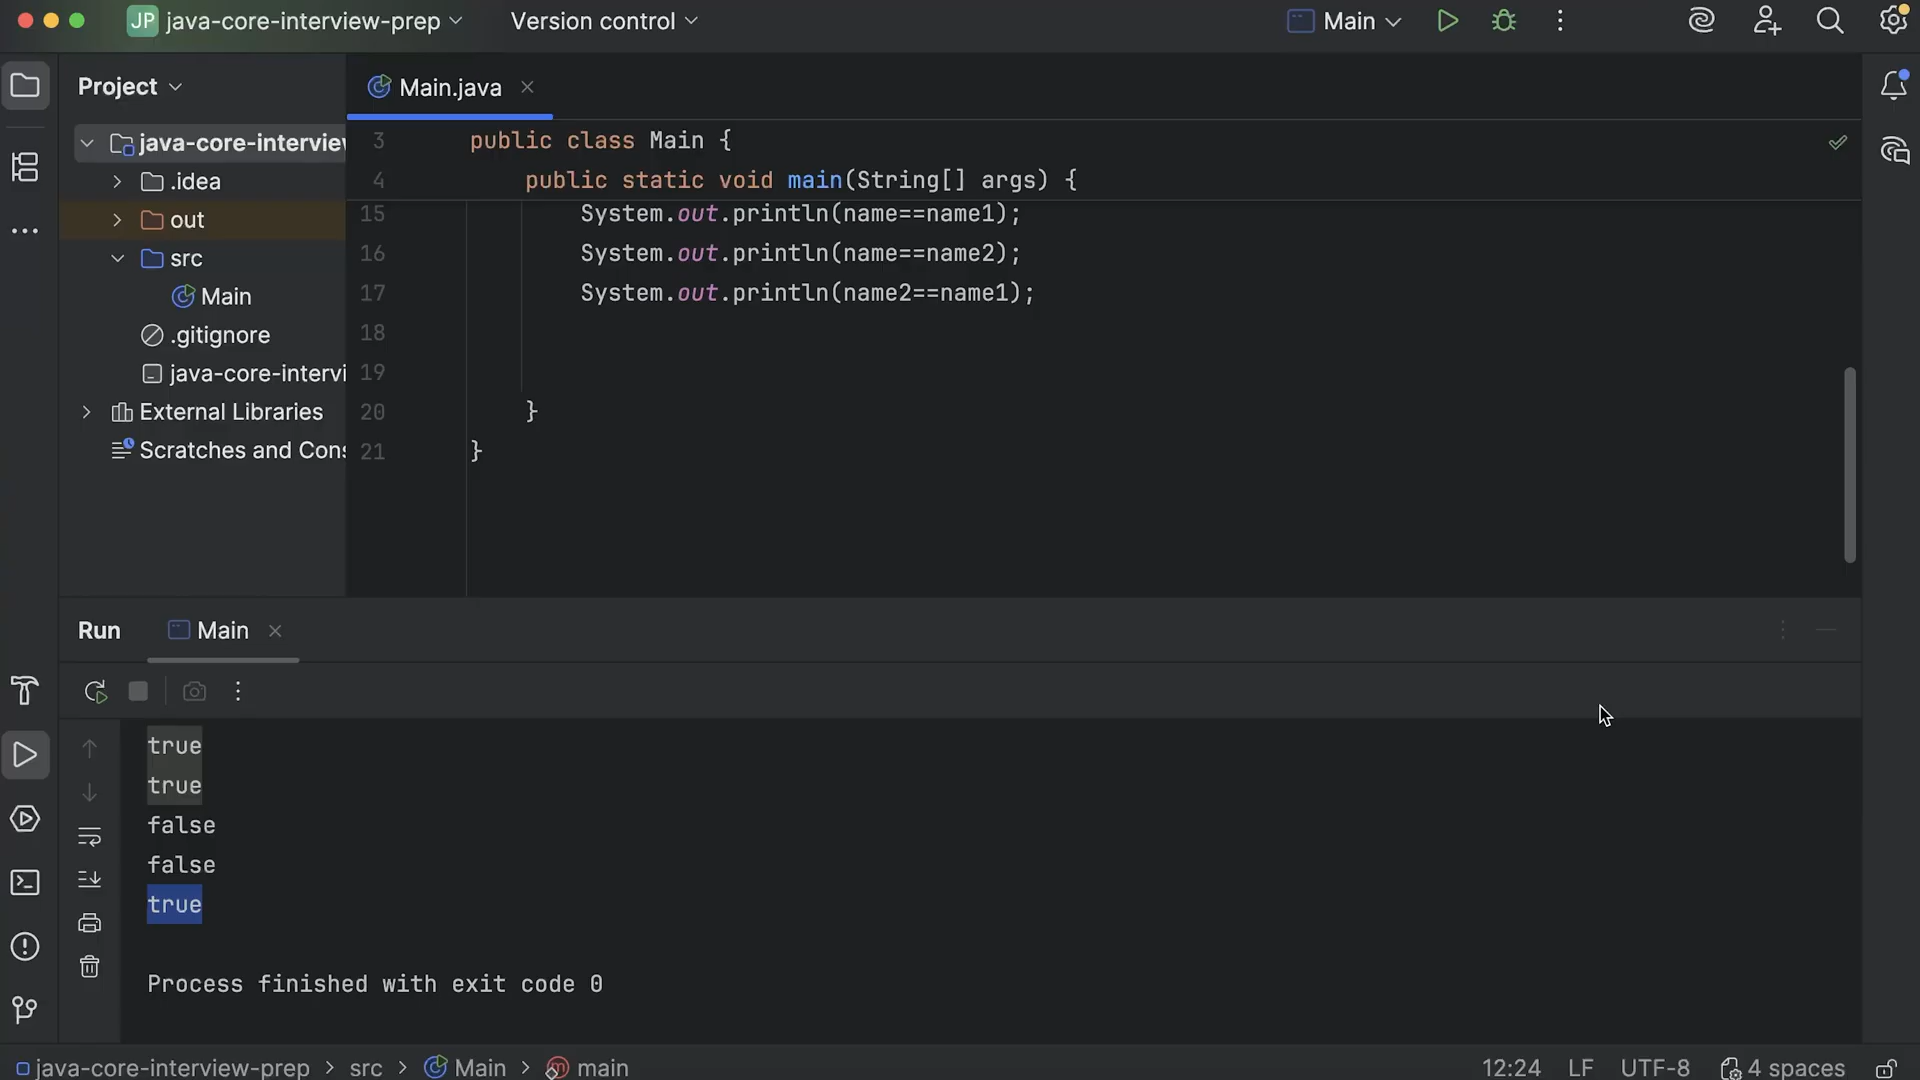 JP java-core-interview-prep Version control Main
Project
java-core-interview
.idea
out
src
Main
.gitignore
java-core-intervi
External Libraries
Scratches and Cons
Main.java
3 public class Main {
4 public static void main(String[] args) {
15 System.out.println(name==name1);
16 System.out.println(name==name2);
17 System.out.println(name2==name1);
18
19
20 }
21 }
Run Main
true
true
false
false
true
Process finished with exit code 0
java-core-interview-prep > src > Main > main 12:24 LF UTF-8 4 spaces